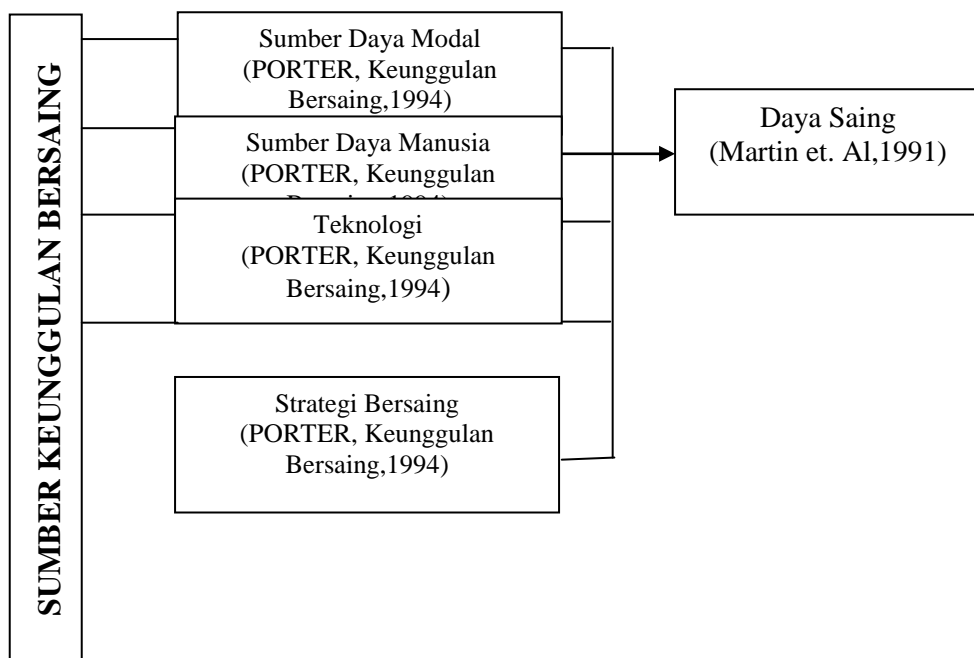 SUMBER KEUNGGULAN BERSAING
Sumber Daya Modal
(PORTER, Keunggulan
Bersaing,1994)
Sumber Daya Manusia
(PORTER, Keunggulan
Teknologi
(PORTER, Keunggulan
Bersaing,1994)
Strategi Bersaing
(PORTER, Keunggulan
Bersaing,1994)
Daya Saing
(Martin et. Al,1991)